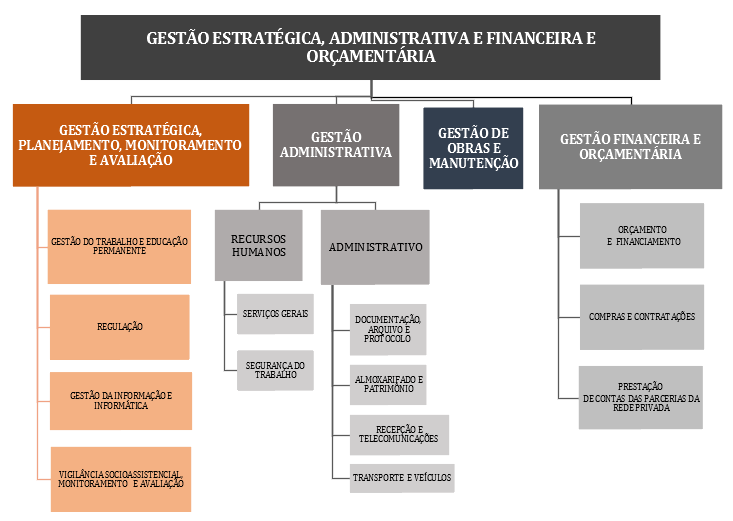 GESTÃO ESTRATÉGICA, ADMINISTRATIVA E FINANCEIRA E
ORÇAMENTÁRIA
GESTÃO ESTRATÉGICA,
PLANEJAMENTO, MONITORAMENTO
E AVALIAÇÃO
GESTÃO
ADMINISTRATIVA
GESTÃO DE
OBRAS E
MANUTENÇÃO
GESTÃO FINANCEIRA E
ORÇAMENTÁRIA
GESTÃO DO TRABALHO E EDUCAÇÃO
PERMANENTE
REGULAÇÃO
GESTÃO DA INFORMAÇÃO E
INFORMÁTICA
VIGILÂNCIA SOCIOASSISTENCIAL,
MONITORAMENTO E AVALIAÇÃO
RECURSOS
HUMANOS
SERVIÇOS GERAIS
SEGURANÇA DO
TRABALHO
ADMINISTRATIVO
DOCUMENTAÇÃO,
ARQUIVO E
PROTOCOLO
ALMOXARIFADO E
PATRIMÔNIO
RECEPÇÃO E
TELECOMUNICAÇÕES
TRANSPORTE E VEÍCULOS
ORÇAMENTO
E FINANCIAMENTO
COMPRAS E CONTRATAÇÕES
PRESTAÇÃO
DE CONTAS DAS PARCERIAS DA
REDE PRIVADA